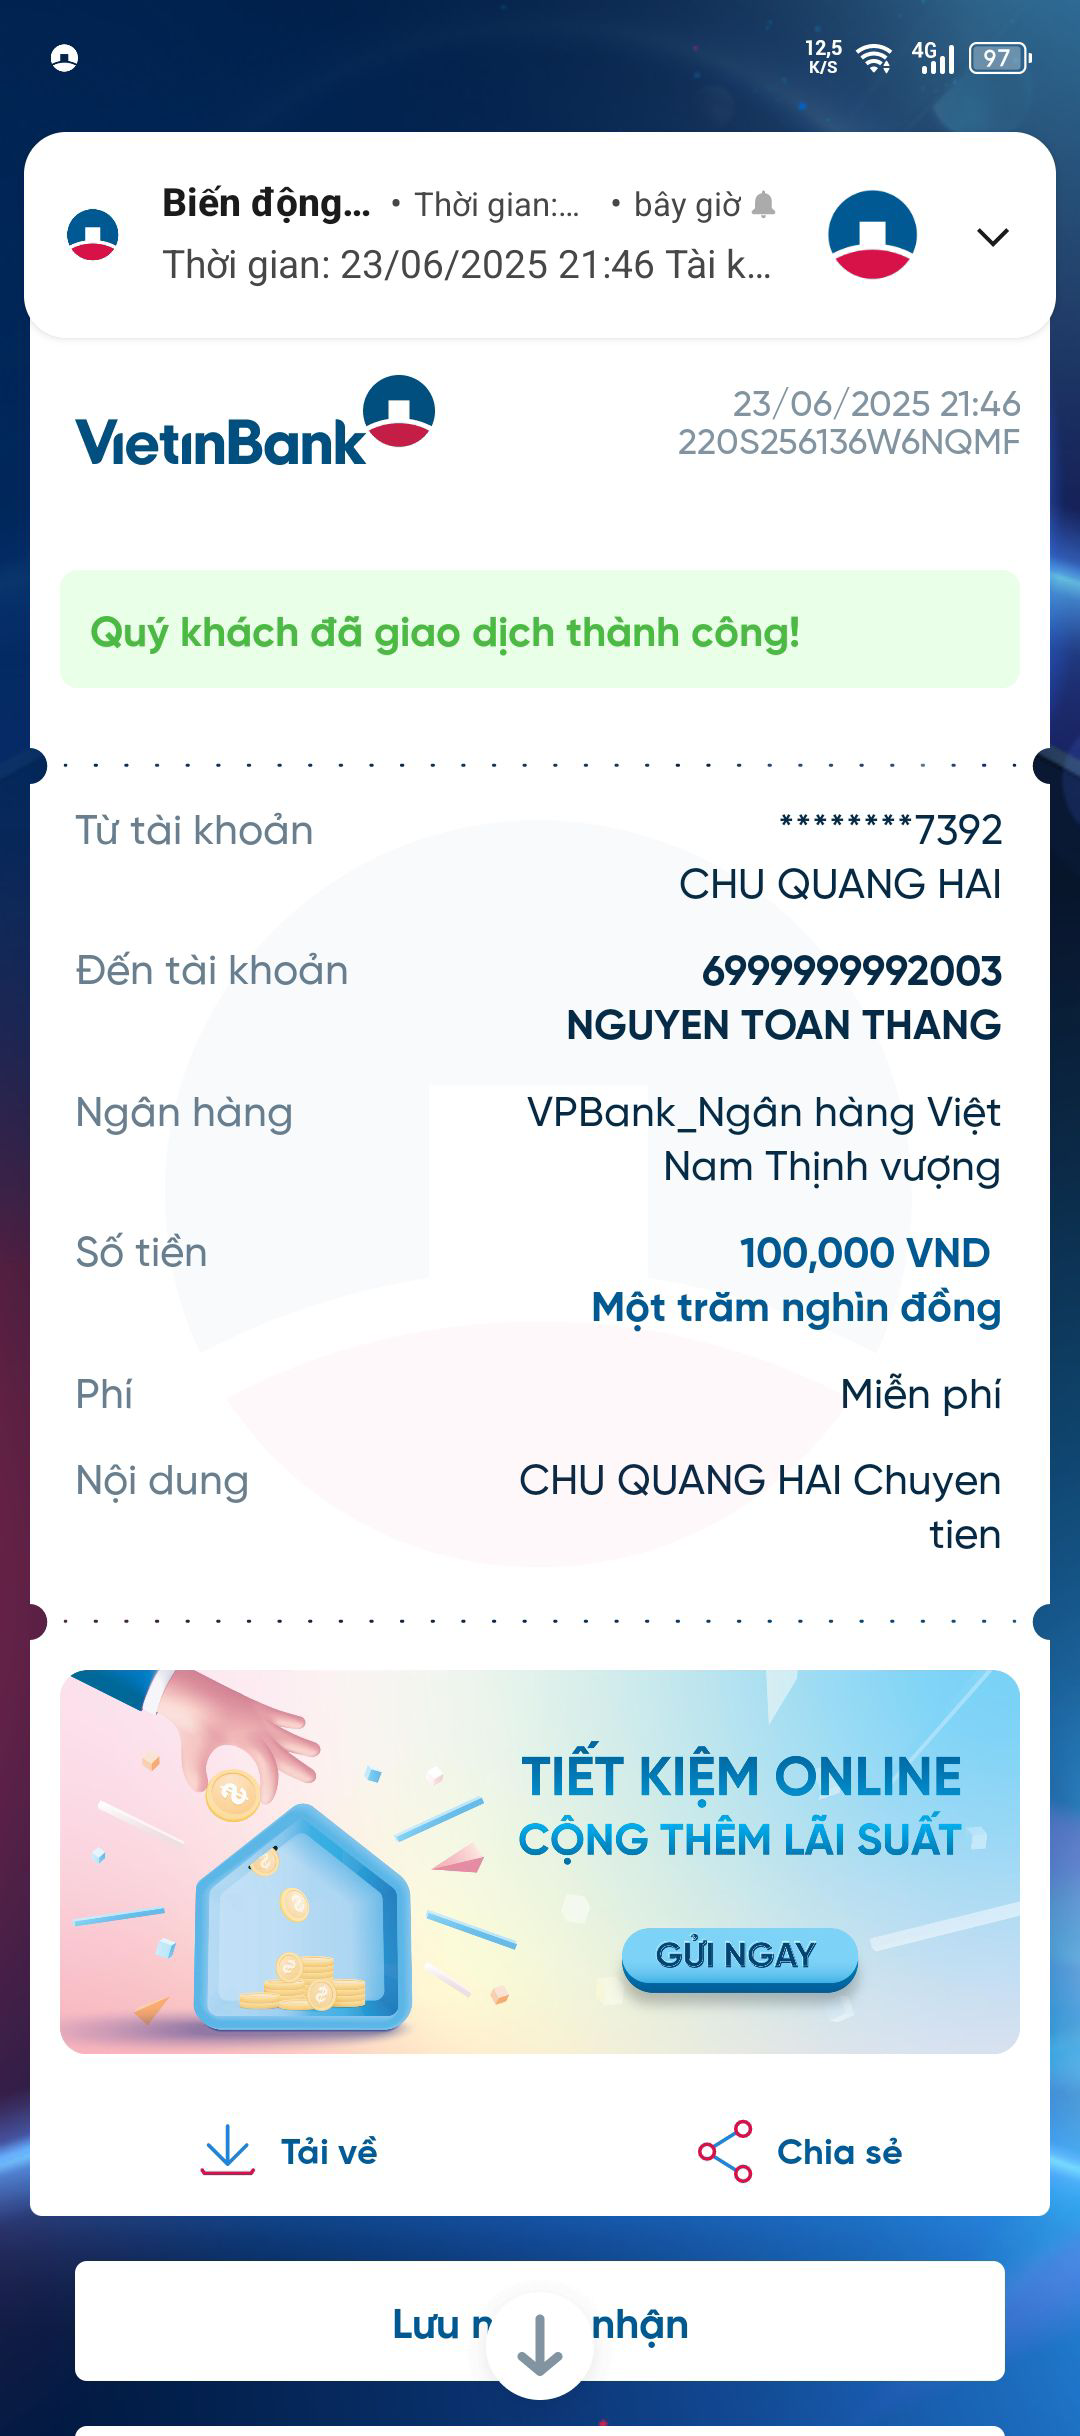 12,5
K/S
4G
97
Biến động... • Thời gian:... • bây giờ
Thời gian: 23/06/2025 21:46 Tài k...
VietinBank
23/06/2025 21:46
220S256136W6NQMF
Quý khách đã giao dịch thành công!
Từ tài khoản
********7392
CHU QUANG HAI
Đến tài khoản
6999999992003
NGUYEN TOAN THANG
Ngân hàng
VPBank_Ngân hàng Việt
Nam Thịnh vượng
Số tiền
100,000 VND
Một trăm nghìn đồng
Phí
Miễn phí
Nội dung
CHU QUANG HAI Chuyen
tien
TIẾT KIỆM ONLINE
CỘNG THÊM LÃI SUẤT
GỬI NGAY
Tải về
Chia sẻ
Lưu nhận